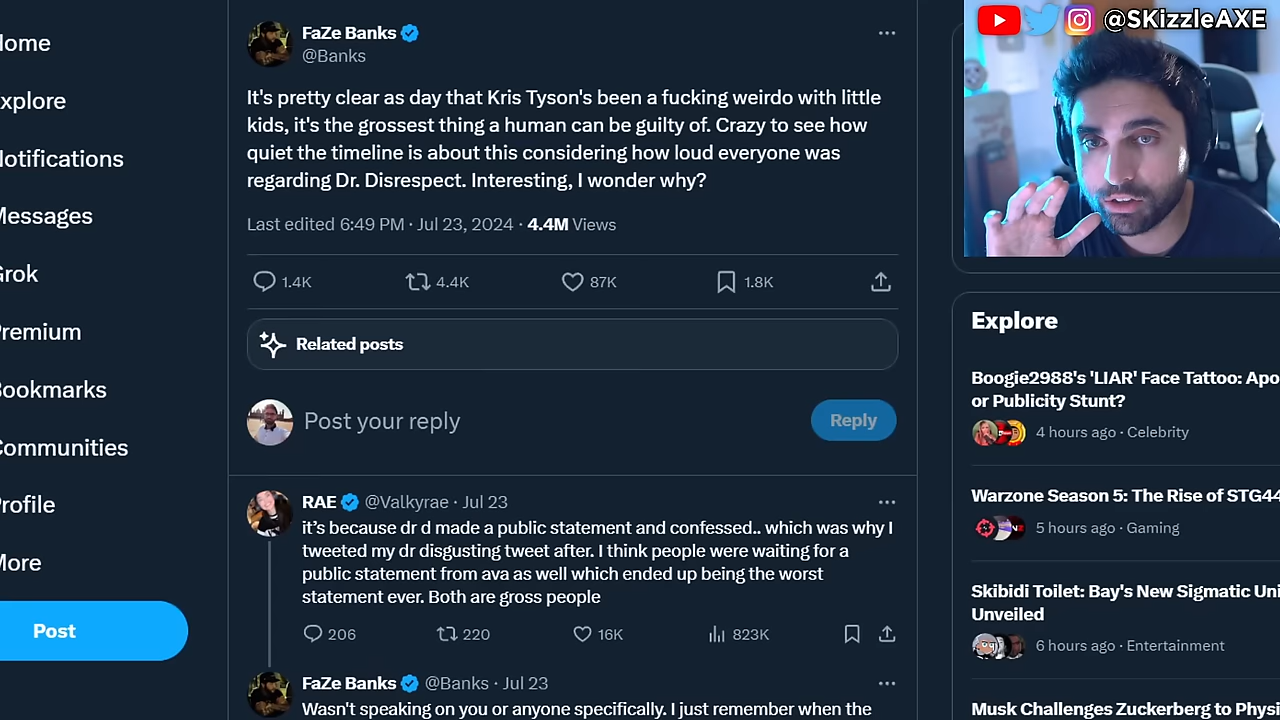 @SKizzleAXE
ome
xplore
otifications
Messages
rok
remium
ookmarks
ommunities
rofile
More
Post
FaZe Banks
@Banks
It's pretty clear as day that Kris Tyson's been a fucking weirdo with little
kids, it's the grossest thing a human can be guilty of. Crazy to see how
quiet the timeline is about this considering how loud everyone was
regarding Dr. Disrespect. Interesting, I wonder why?
Last edited 6:49 PM · Jul 23, 2024 · 4.4M Views
1.4K 4.4K 87K 1.8K
Related posts
Post your reply
Reply
RAE @Valkyrae · Jul 23
it's because dr d made a public statement and confessed.. which was why I
tweeted my dr disgusting tweet after. I think people were waiting for a
public statement from ava as well which ended up being the worst
statement ever. Both are gross people
206 220 16K 823K
FaZe Banks @Banks · Jul 23
Wasn't speaking on you or anyone specifically. I just remember when the
Explore
Boogie2988's 'LIAR' Face Tattoo: Apo
or Publicity Stunt?
4 hours ago · Celebrity
Warzone Season 5: The Rise of STG44
5 hours ago · Gaming
Skibidi Toilet: Bay's New Sigmatic Uni
Unveiled
6 hours ago · Entertainment
Musk Challenges Zuckerberg to Physi